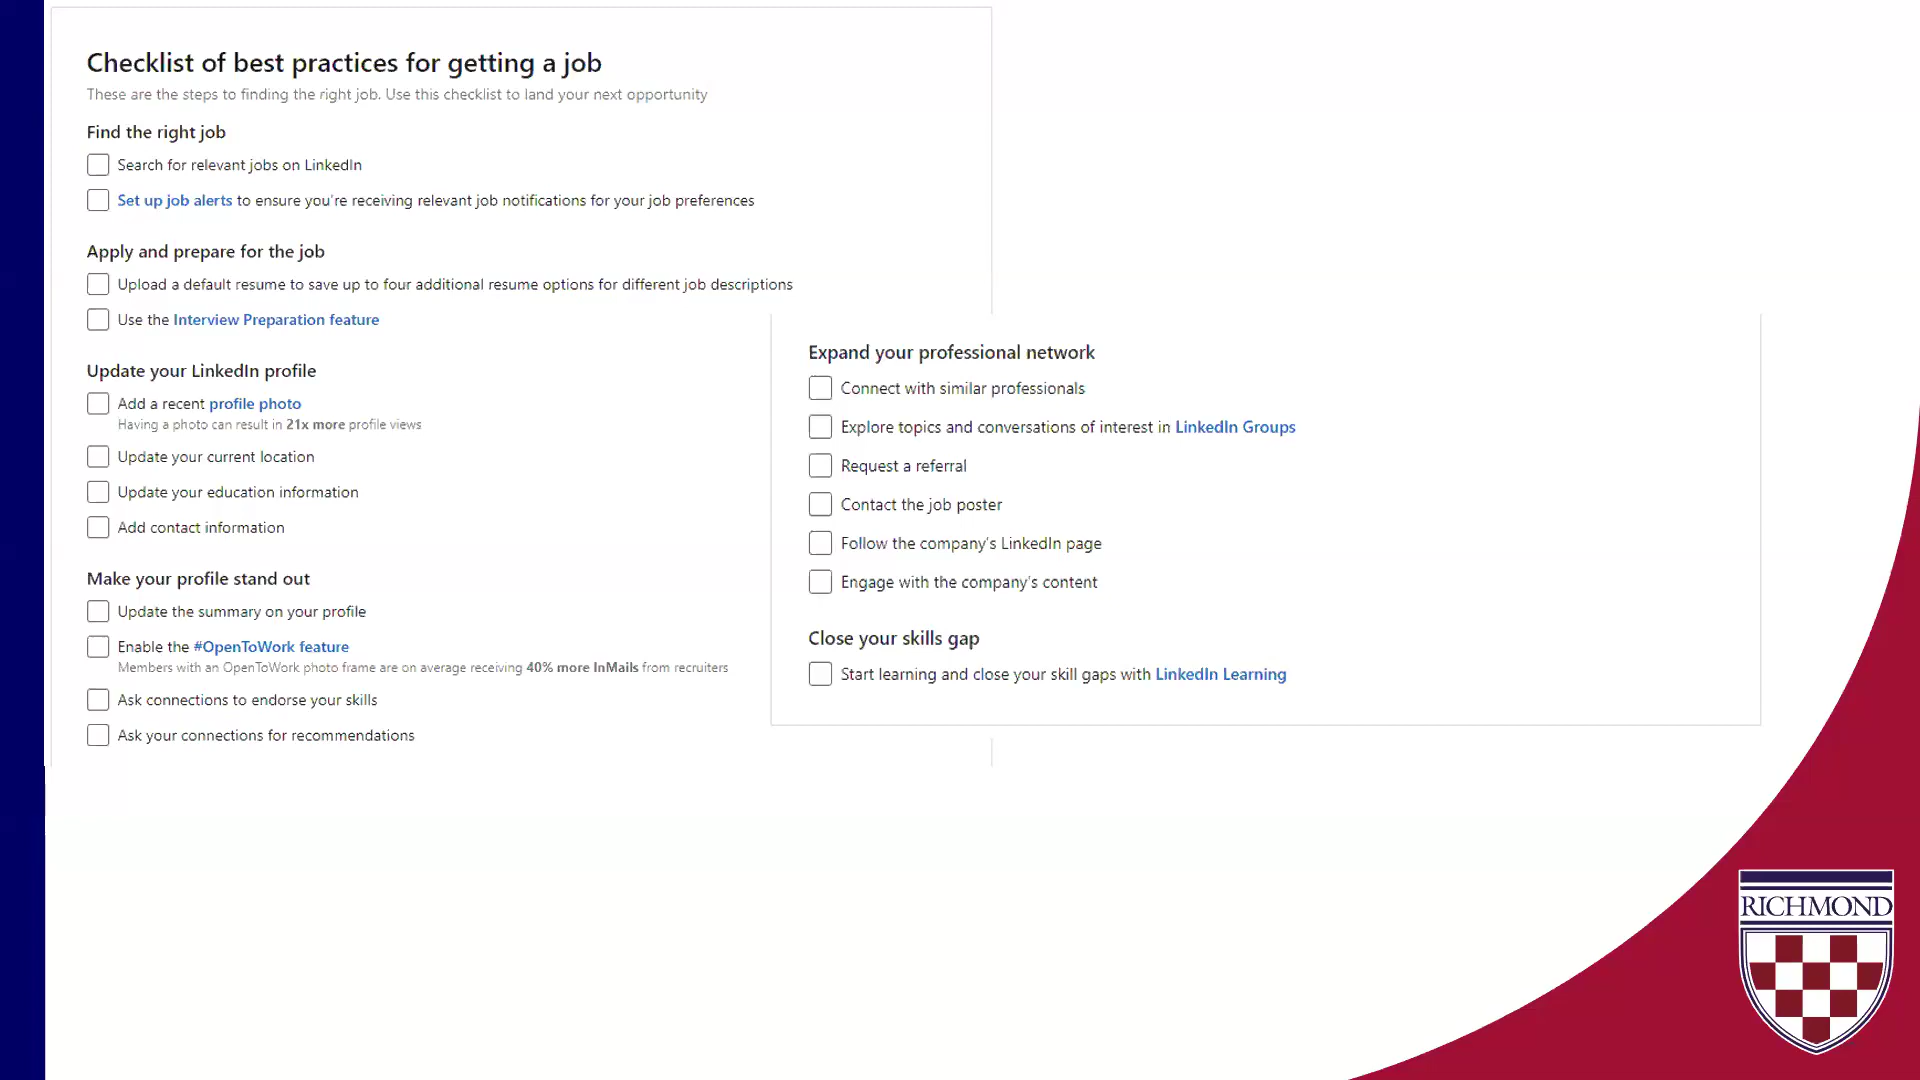 Checklist of best practices for getting a job
These are the steps to finding the right job. Use this checklist to land your next opportunity
Find the right job
Search for relevant jobs on LinkedIn
Set up job alerts to ensure you're receiving relevant job notifications for your job preferences
Apply and prepare for the job
Upload a default resume to save up to four additional resume options for different job descriptions
Use the Interview Preparation feature
Update your LinkedIn profile
Add a recent profile photo
Having a photo can result in 21x more profile views
Update your current location
Update your education information
Add contact information
Make your profile stand out
Update the summary on your profile
Enable the #OpenToWork feature
Members with an OpenToWork photo frame are on average receiving 40% more InMails from recruiters
Ask connections to endorse your skills
Ask your connections for recommendations
Expand your professional network
Connect with similar professionals
Explore topics and conversations of interest in LinkedIn Groups
Request a referral
Contact the job poster
Follow the company's LinkedIn page
Engage with the company's content
Close your skills gap
Start learning and close your skill gaps with LinkedIn Learning
RICHMOND